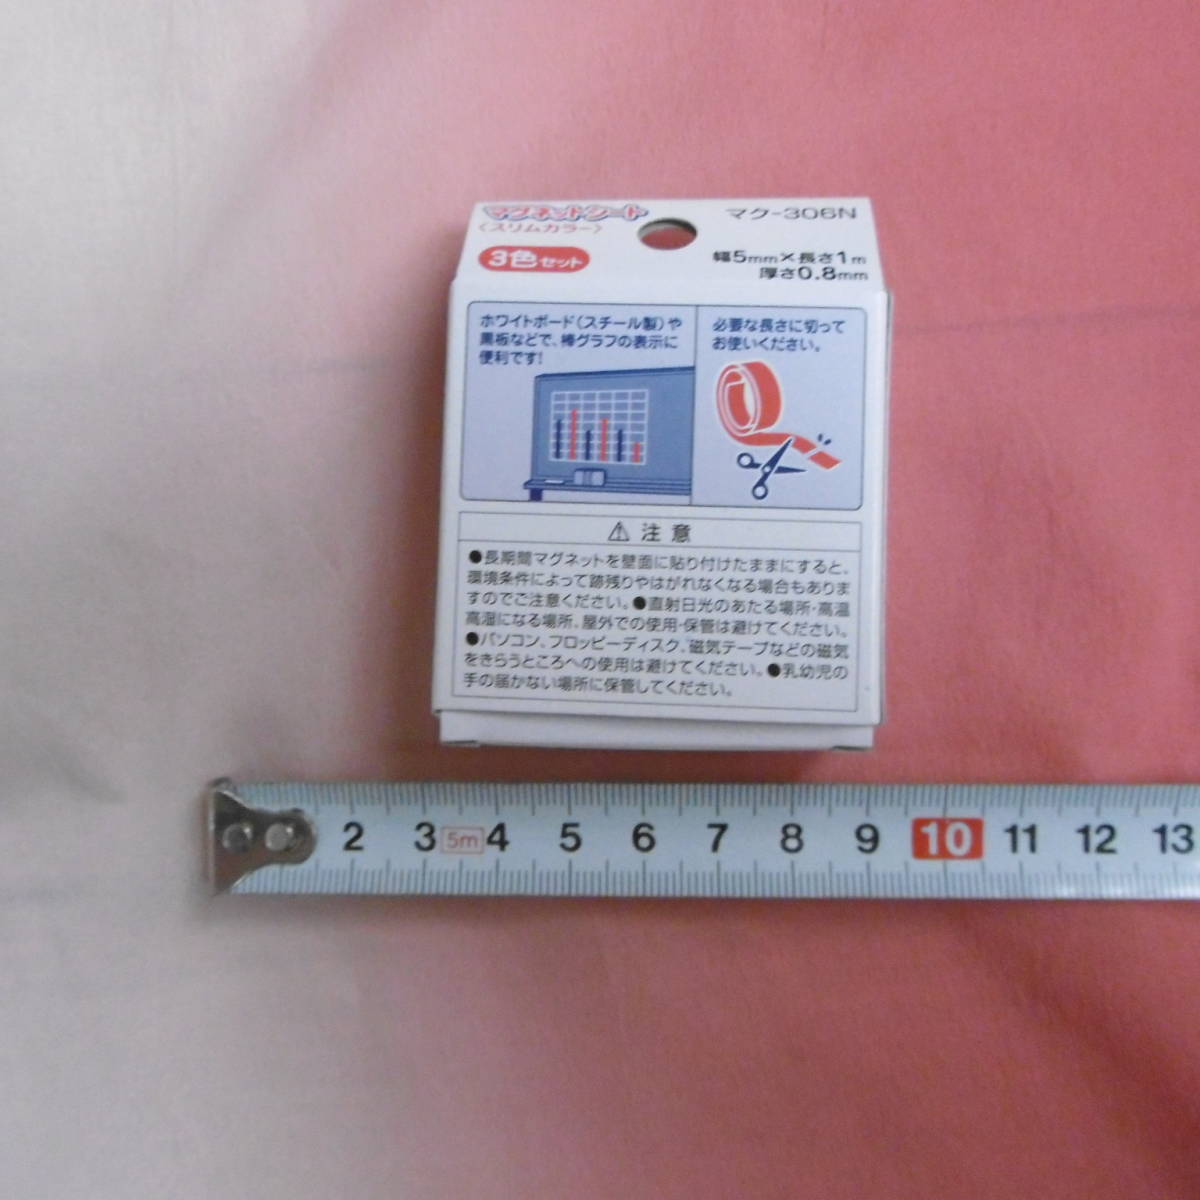 マグネットシート
〈スリムカラー〉
3色セット
マク-306N
幅5mm×長さ1m
厚さ0.8mm
ホワイトボード(スチール製)や
黒板などで、棒グラフの表示に
便利です!
必要な長さに切って
お使いください。
⚠ 注意
●長期間マグネットを壁面に貼り付けたままにすると、
環境条件によって跡残りやはがれなくなる場合もありま
すのでご注意ください。●直射日光のあたる場所・高温
高湿になる場所、屋外での使用・保管は避けてください。
●パソコン、フロッピーディスク、磁気テープなどの磁気
をきらうところへの使用は避けてください。●乳幼児の
手の届かない場所に保管してください。
2 3 5m 4 5 6 7 8 9 10 11 12 13